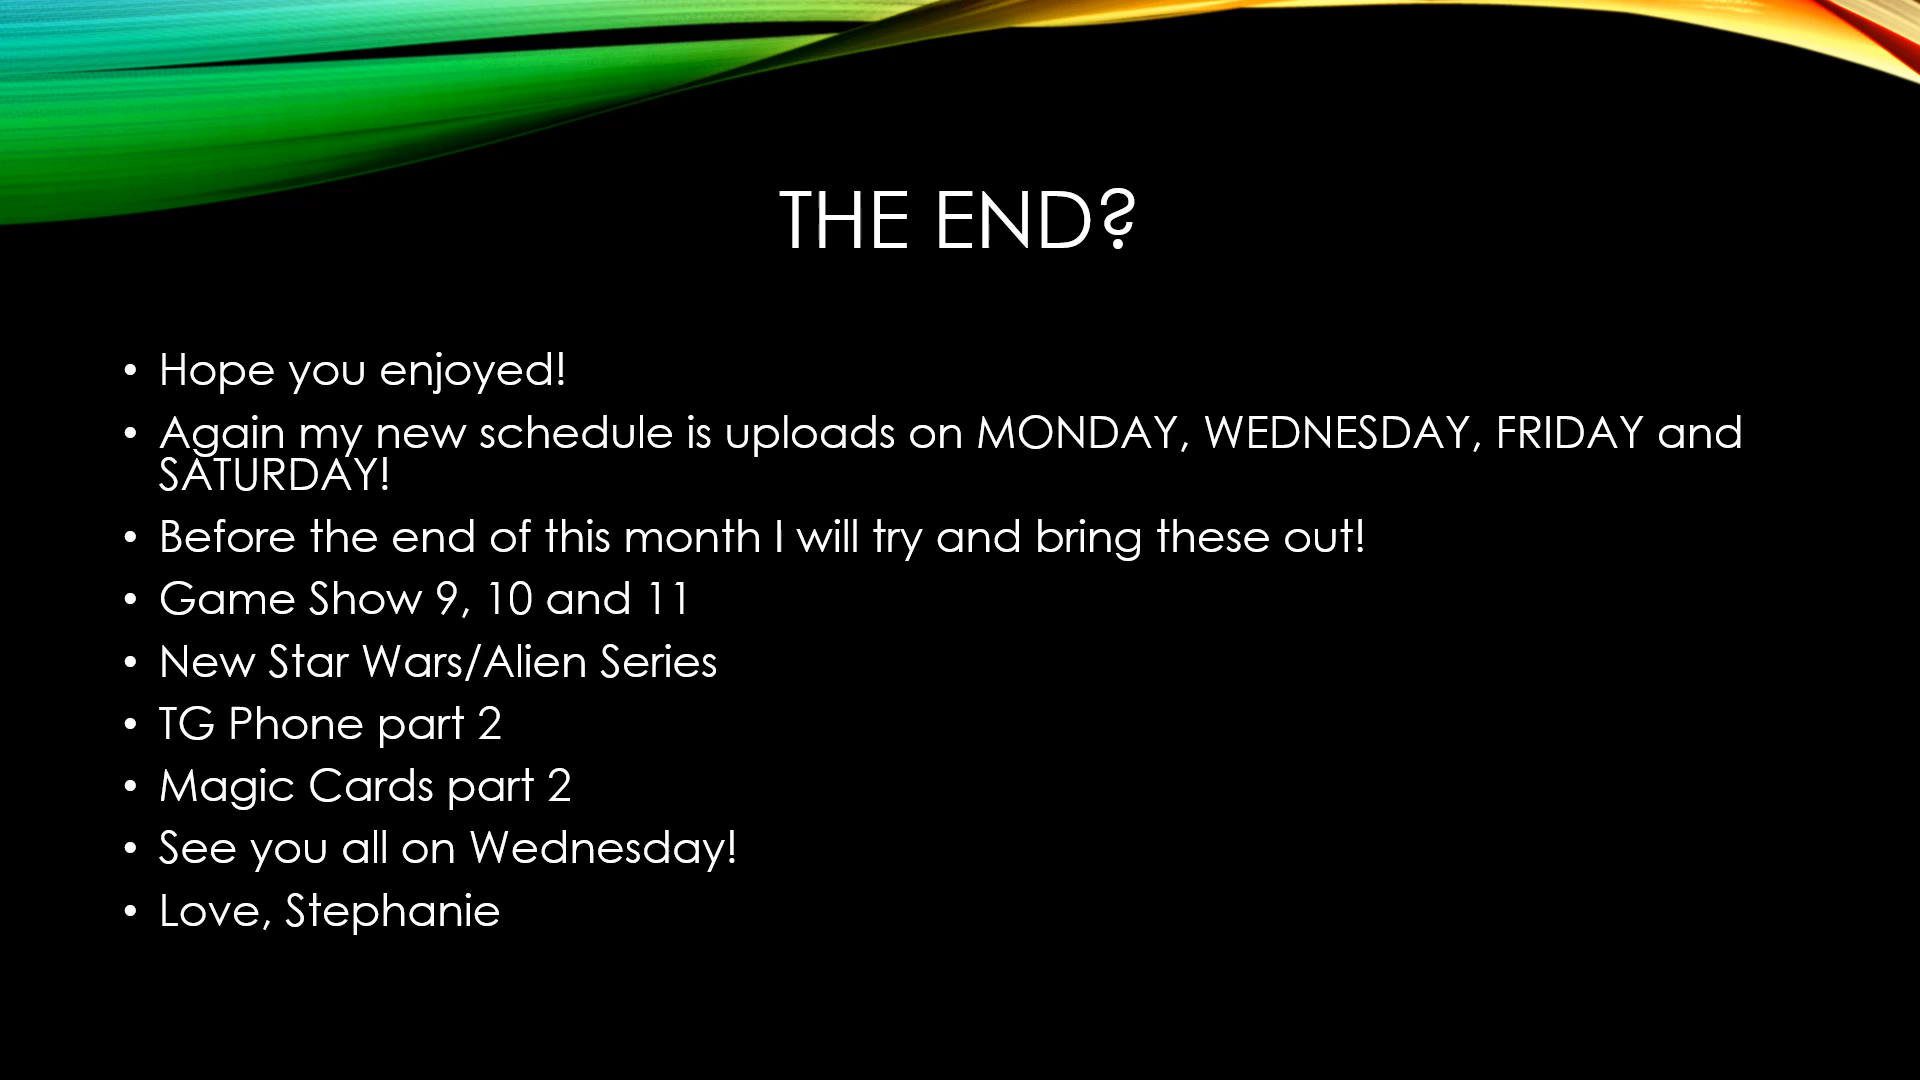 THE END?
• Hope you enjoyed!
• Again my new schedule is uploads on MONDAY, WEDNESDAY, FRIDAY and
SATURDAY!
• Before the end of this month I will try and bring these out!
• Game Show 9, 10 and 11
• New Star Wars/Alien Series
• TG Phone part 2
• Magic Cards part 2
• See you all on Wednesday!
• Love, Stephanie